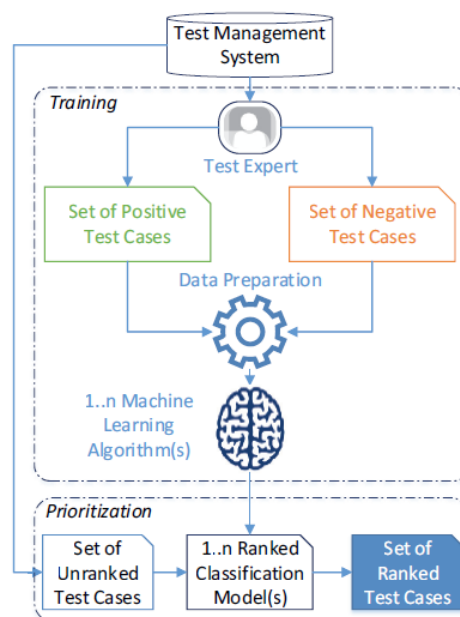 Test Management
System
Training
Test Expert
Set of Positive
Test Cases
Set of Negative
Test Cases
Data Preparation
1..n Machine
Learning
Algorithm(s)
Prioritization
Set of
Unranked
Test Cases
1..n Ranked
Classification
Model(s)
Set of
Ranked
Test Cases